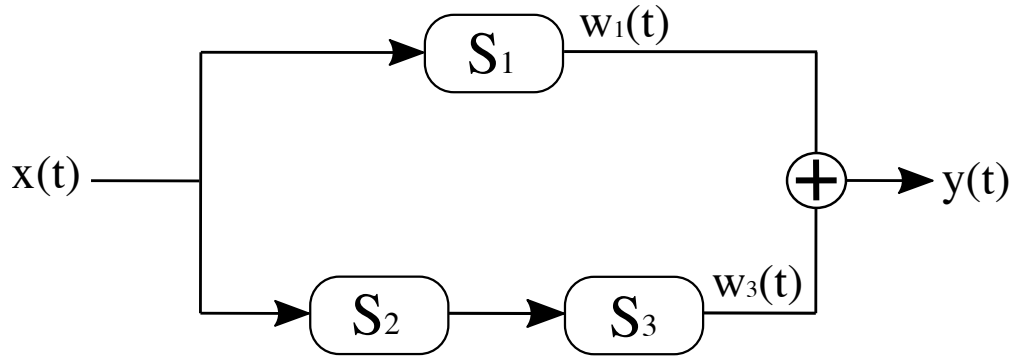 w₁(t)
S₁
x(t)
+
y(t)
w₃(t)
S₂
S₃